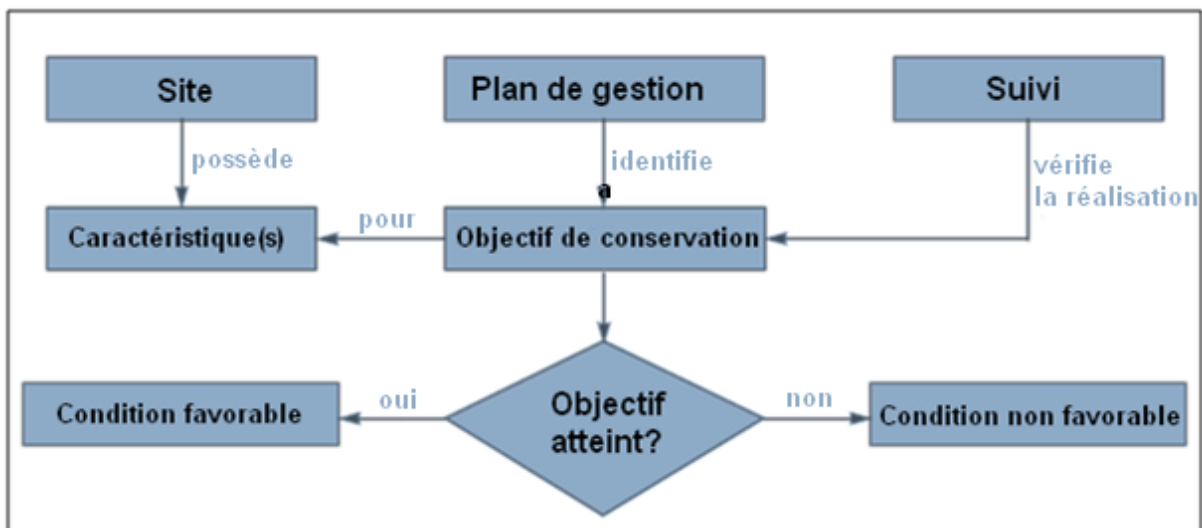 Site
Plan de gestion
Suivi
possède
identifie
a
vérifie
la réalisation
Caractéristique(s)
pour
Objectif de conservation
Objectif
atteint?
oui
non
Condition favorable
Condition non favorable